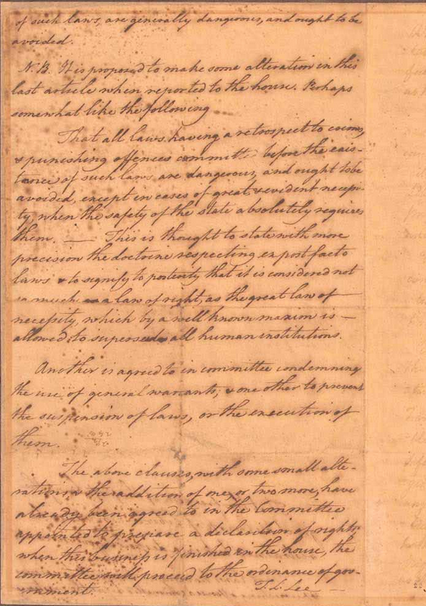 of such laws, are generally dangerous, and ought to be
avoided.
N.B. It is proposed to make some alteration in this
last article when reported to the house. Perhaps
somewhat like the following
That all laws having a retrospect to crimes,
& punishing offences committd before the exis-
tence of such laws, are dangerous, and ought to be
avoided, except in cases of great, & evident necessi-
ty, when the safety of the state absolutely requires
them. This is thought to state with more
precision the doctrine respecting ex post facto
laws & to signify to posterity that it is considered not
so much as a law of right, as the great law of
necessity, which by a well known maxim is —
allowed to supersede all human institutions.
Another is agreed to in committee condemning
the use of general warrants; & one other to prevent
the suspension of laws, or the execution of
them.
The above clauses, with some small alte-
rations, & the addition of one, or two more, have
already been agreed to in the Committee
appointed to prepare a declaration of rights;
when this business is finished in the house, the
committee will proceed to the ordinance of gov-
ernment.
T. L. Lee